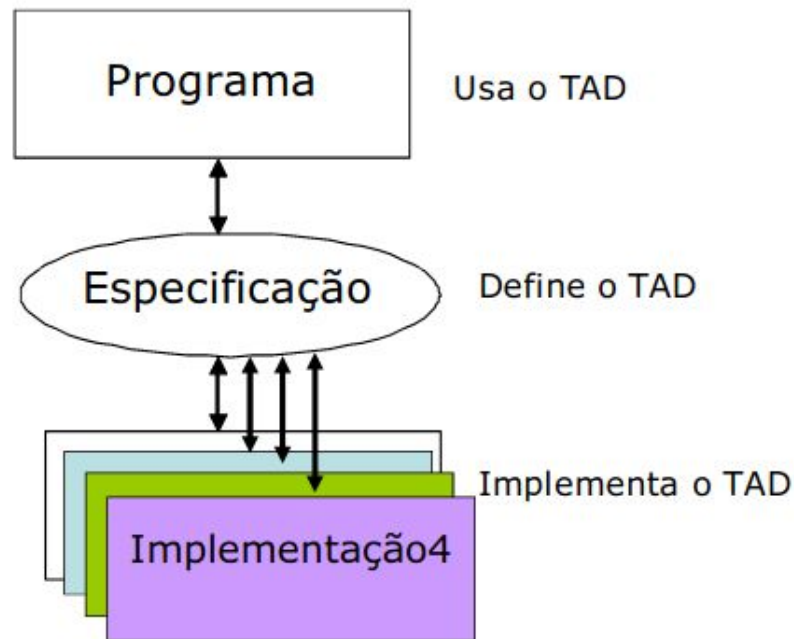 Programa
Usa o TAD
Especificação
Define o TAD
Implementa o TAD
Implementação4